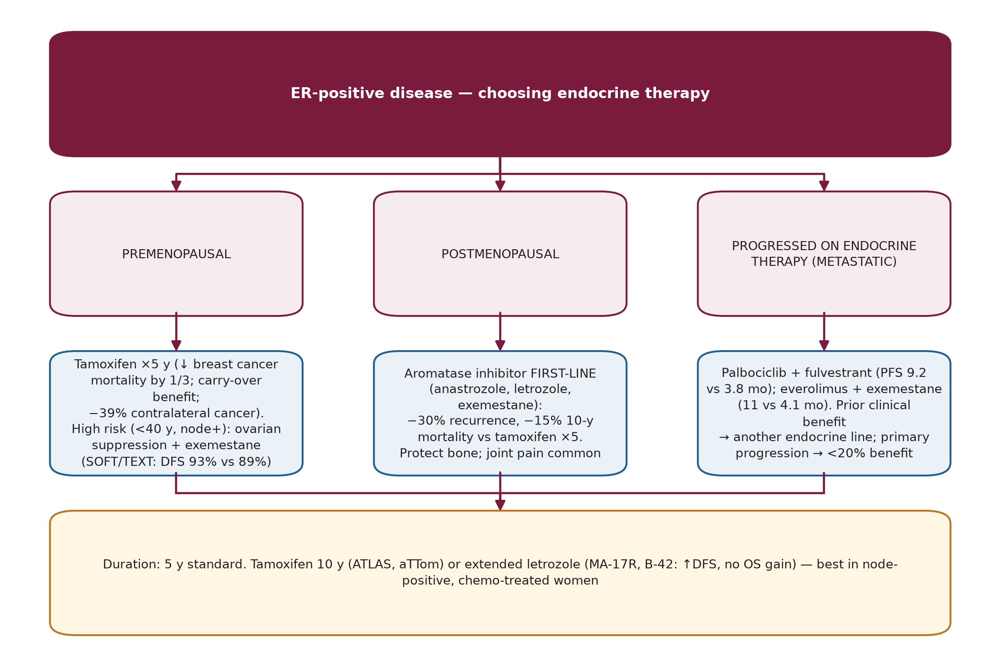 ER-positive disease — choosing endocrine therapy
PREMENOPAUSAL
POSTMENOPAUSAL
PROGRESSED ON ENDOCRINE
THERAPY (METASTATIC)
Tamoxifen ×5 y (↓ breast cancer
mortality by 1/3; carry-over
benefit;
−39% contralateral cancer).
High risk (<40 y, node+): ovarian
suppression + exemestane
(SOFT/TEXT: DFS 93% vs 89%)
Aromatase inhibitor FIRST-LINE
(anastrozole, letrozole,
exemestane):
−30% recurrence, −15% 10-y
mortality vs tamoxifen ×5.
Protect bone; joint pain common
Palbociclib + fulvestrant (PFS 9.2
vs 3.8 mo); everolimus + exemestane
(11 vs 4.1 mo). Prior clinical
benefit
→ another endocrine line; primary
progression → <20% benefit
Duration: 5 y standard. Tamoxifen 10 y (ATLAS, aTTom) or extended letrozole (MA-17R, B-42: ↑DFS, no OS gain) — best in node-
positive, chemo-treated women